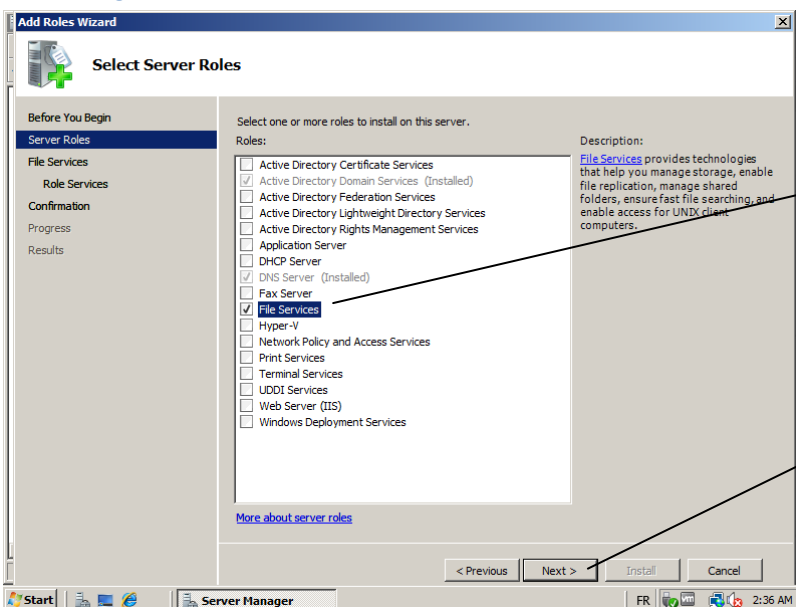 Add Roles Wizard
Select Server Roles
Before You Begin
Server Roles
File Services
Role Services
Confirmation
Progress
Results
Select one or more roles to install on this server.
Roles:
Active Directory Certificate Services
Active Directory Domain Services (Installed)
Active Directory Federation Services
Active Directory Lightweight Directory Services
Active Directory Rights Management Services
Application Server
DHCP Server
DNS Server (Installed)
Fax Server
File Services
Hyper-V
Network Policy and Access Services
Print Services
Terminal Services
UDDI Services
Web Server (IIS)
Windows Deployment Services
More about server roles
Description:
File Services provides technologies
that help you manage storage, enable
file replication, manage shared
folders, ensure fast file searching, and
enable access for UNIX client
computers.
< Previous
Next >
Install
Cancel
Start
Server Manager
FR
vm
2:36 AM